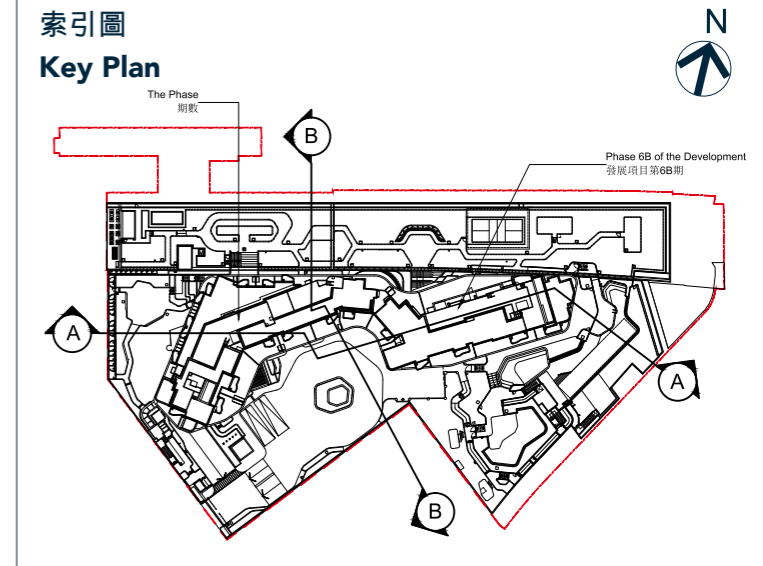 索引圖
Key Plan
N
The Phase
期數
B
Phase 6B of the Development
發展項目第6B期
A
A
B